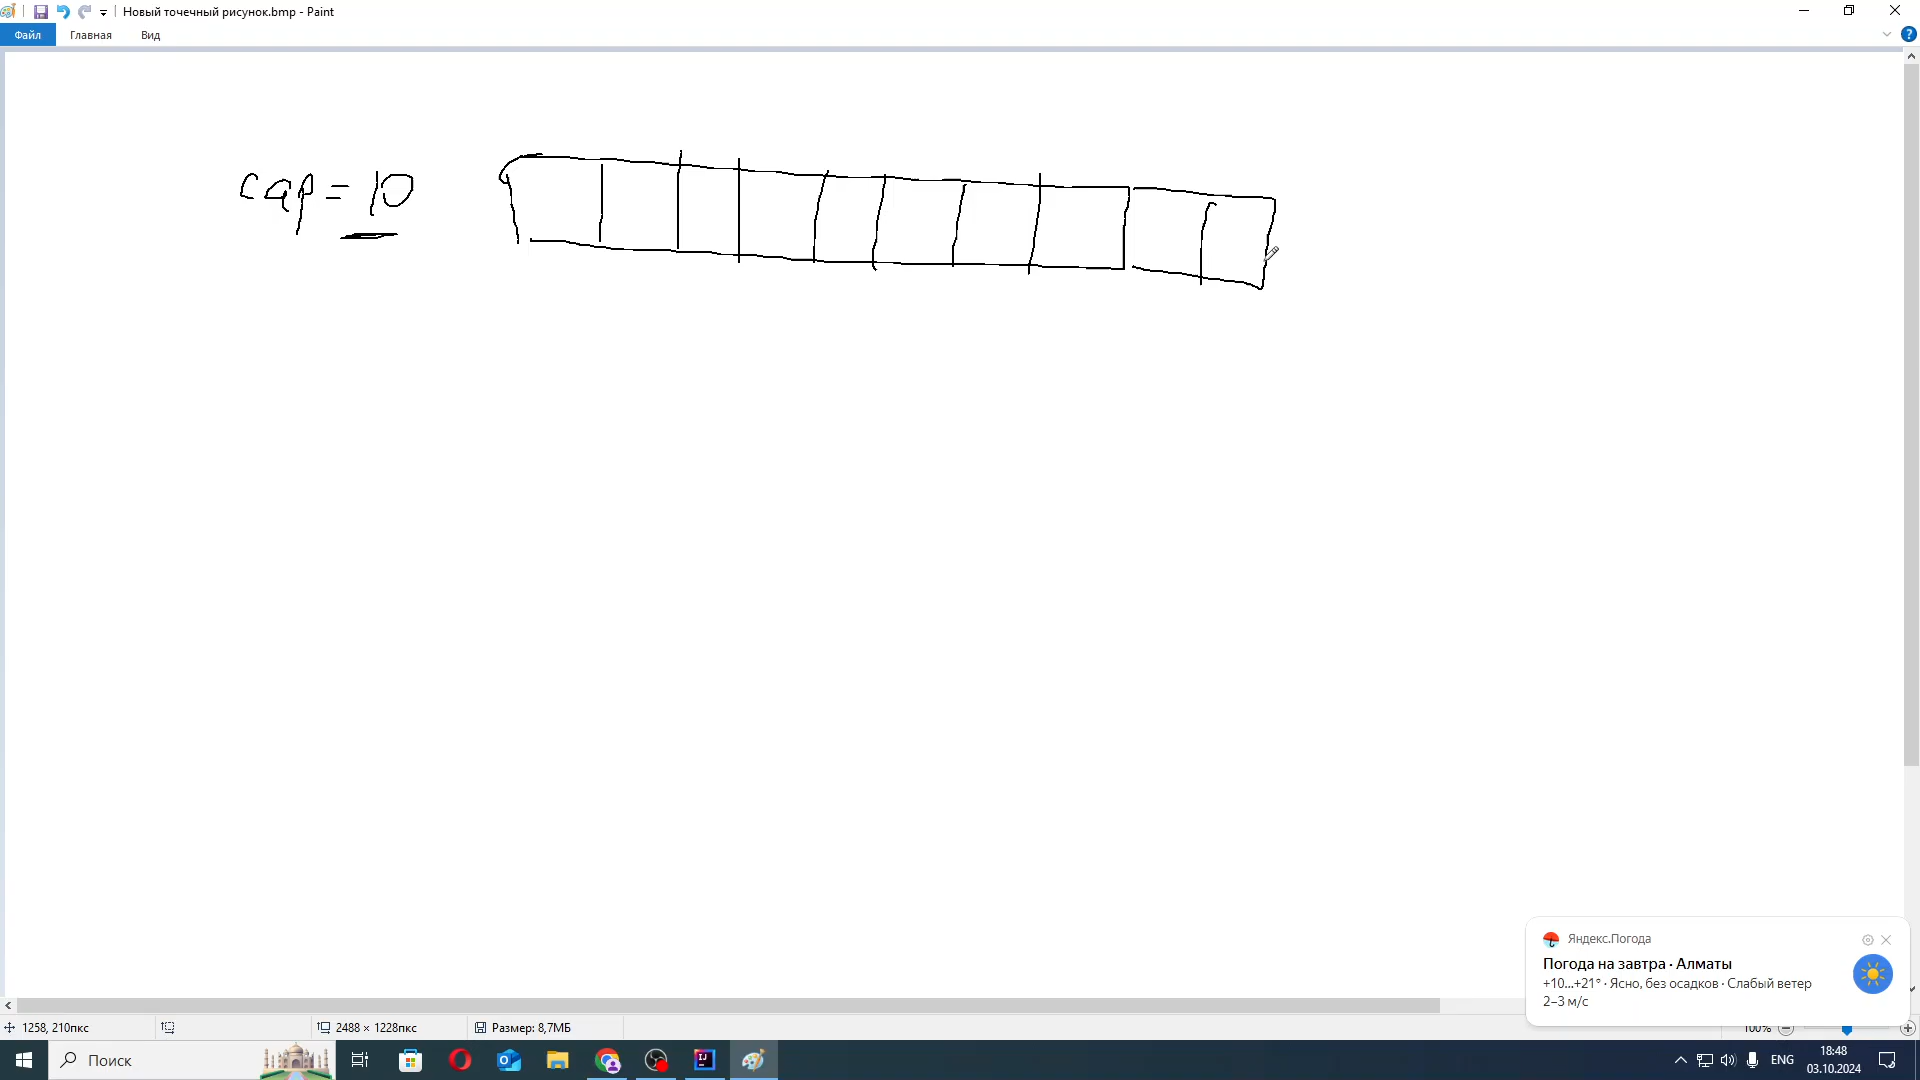 Новый точечный рисунок.bmp - Paint
Файл Главная Вид
cap = 10
Яндекс.Погода
Погода на завтра · Алматы
+10...+21° · Ясно, без осадков · Слабый ветер
2–3 м/с
1258, 210пкс 2488 × 1228пкс Размер: 8,7МБ 100%
Поиск ENG 18:48
03.10.2024